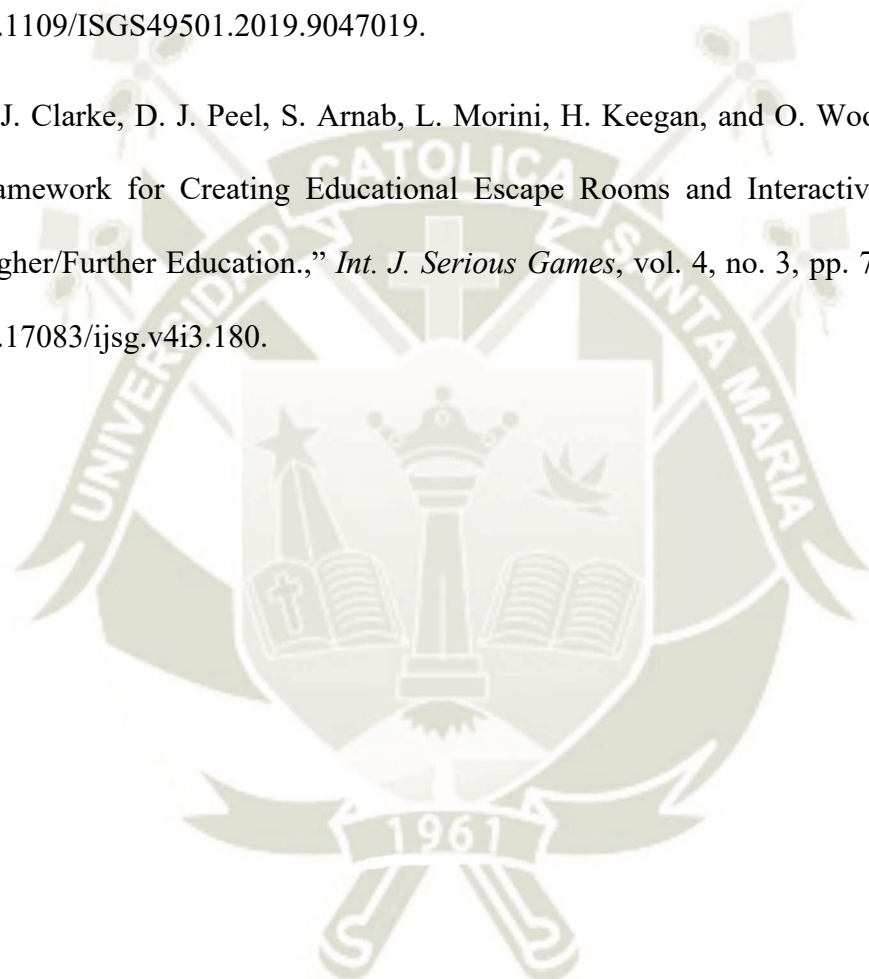 .1109/ISGS49501.2019.9047019.
J. Clarke, D. J. Peel, S. Arnab, L. Morini, H. Keegan, and O. Woo
amework for Creating Educational Escape Rooms and Interactiv
gher/Further Education.,” Int. J. Serious Games, vol. 4, no. 3, pp. 7
.17083/ijsg.v4i3.180.
UNIVERSIDAD CATOLICA SANTA MARIA
1961